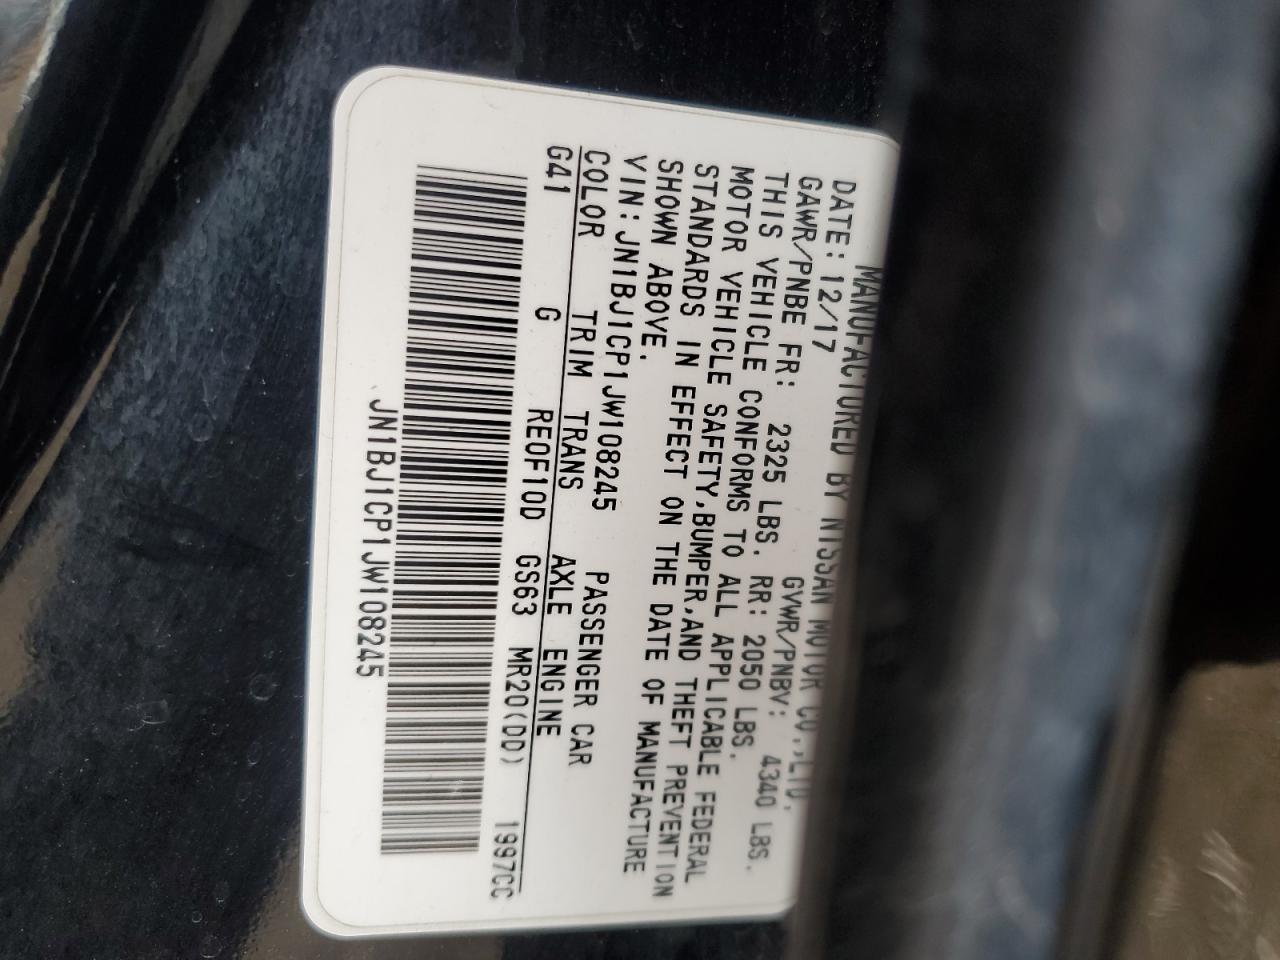 MANUFACTURED BY NISSAN MOTOR CO.,LTD.
DATE: 12/17 GVWR/PNBV: 4340 LBS.
GAWR/PNBE FR: 2325 LBS. RR: 2050 LBS.
THIS VEHICLE CONFORMS TO ALL APPLICABLE FEDERAL
MOTOR VEHICLE SAFETY,BUMPER,AND THEFT PREVENTION
STANDARDS IN EFFECT ON THE DATE OF MANUFACTURE
SHOWN ABOVE.
VIN: JN1BJ1CP1JW108245 PASSENGER CAR
COLOR TRIM TRANS AXLE ENGINE
G41 G RE0F10D GS63 MR20(DD) 1997CC
JN1BJ1CP1JW108245